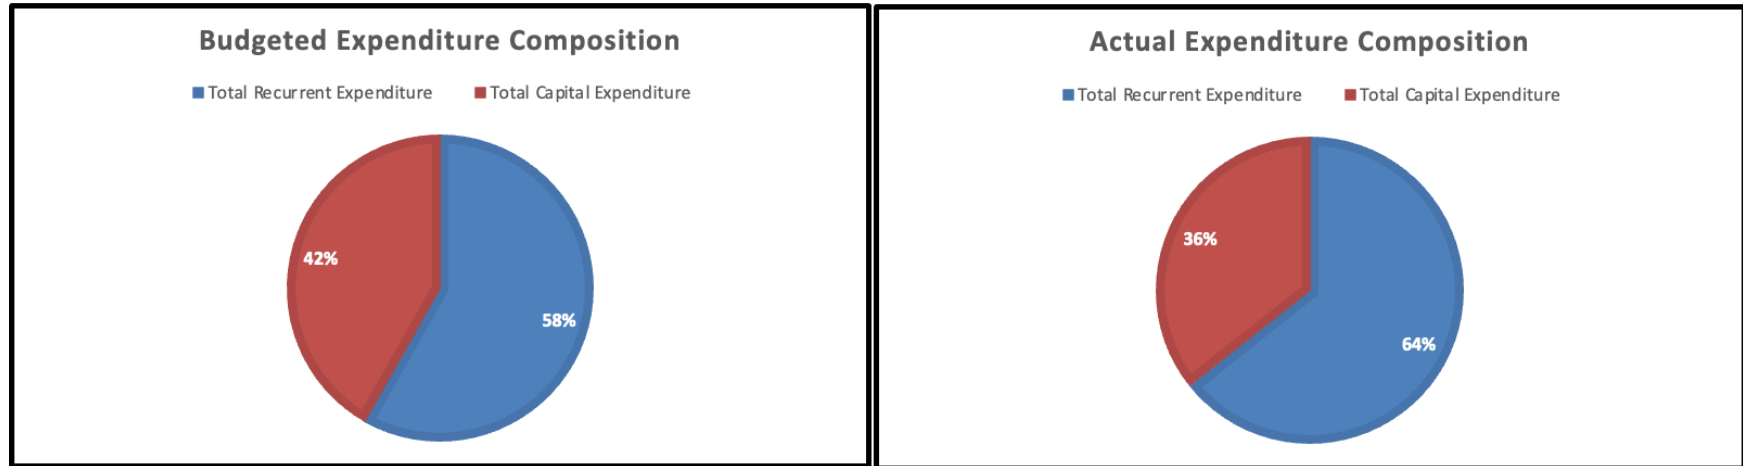 Budgeted Expenditure Composition
Total Recurrent Expenditure Total Capital Expenditure
42%
58%
Actual Expenditure Composition
Total Recurrent Expenditure Total Capital Expenditure
36%
64%